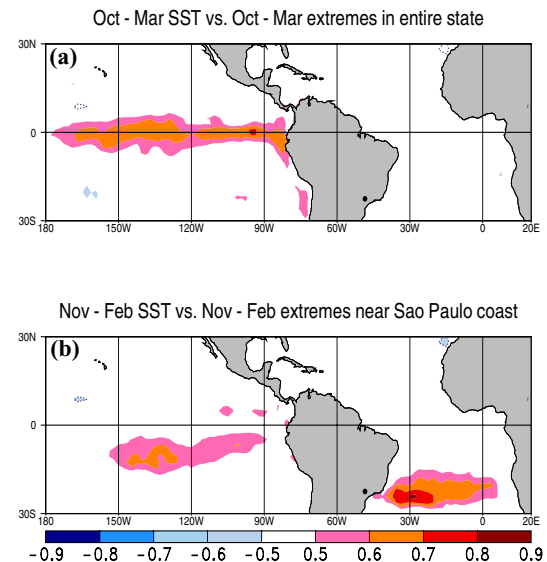 Oct - Mar SST vs. Oct - Mar extremes in entire state
(a)
30N
0
30S
180 150W 120W 90W 60W 30W 0 20E
Nov - Feb SST vs. Nov - Feb extremes near Sao Paulo coast
(b)
30N
0
30S
180 150W 120W 90W 60W 30W 0 20E
-0.9 -0.8 -0.7 -0.6 -0.5 0.5 0.6 0.7 0.8 0.9